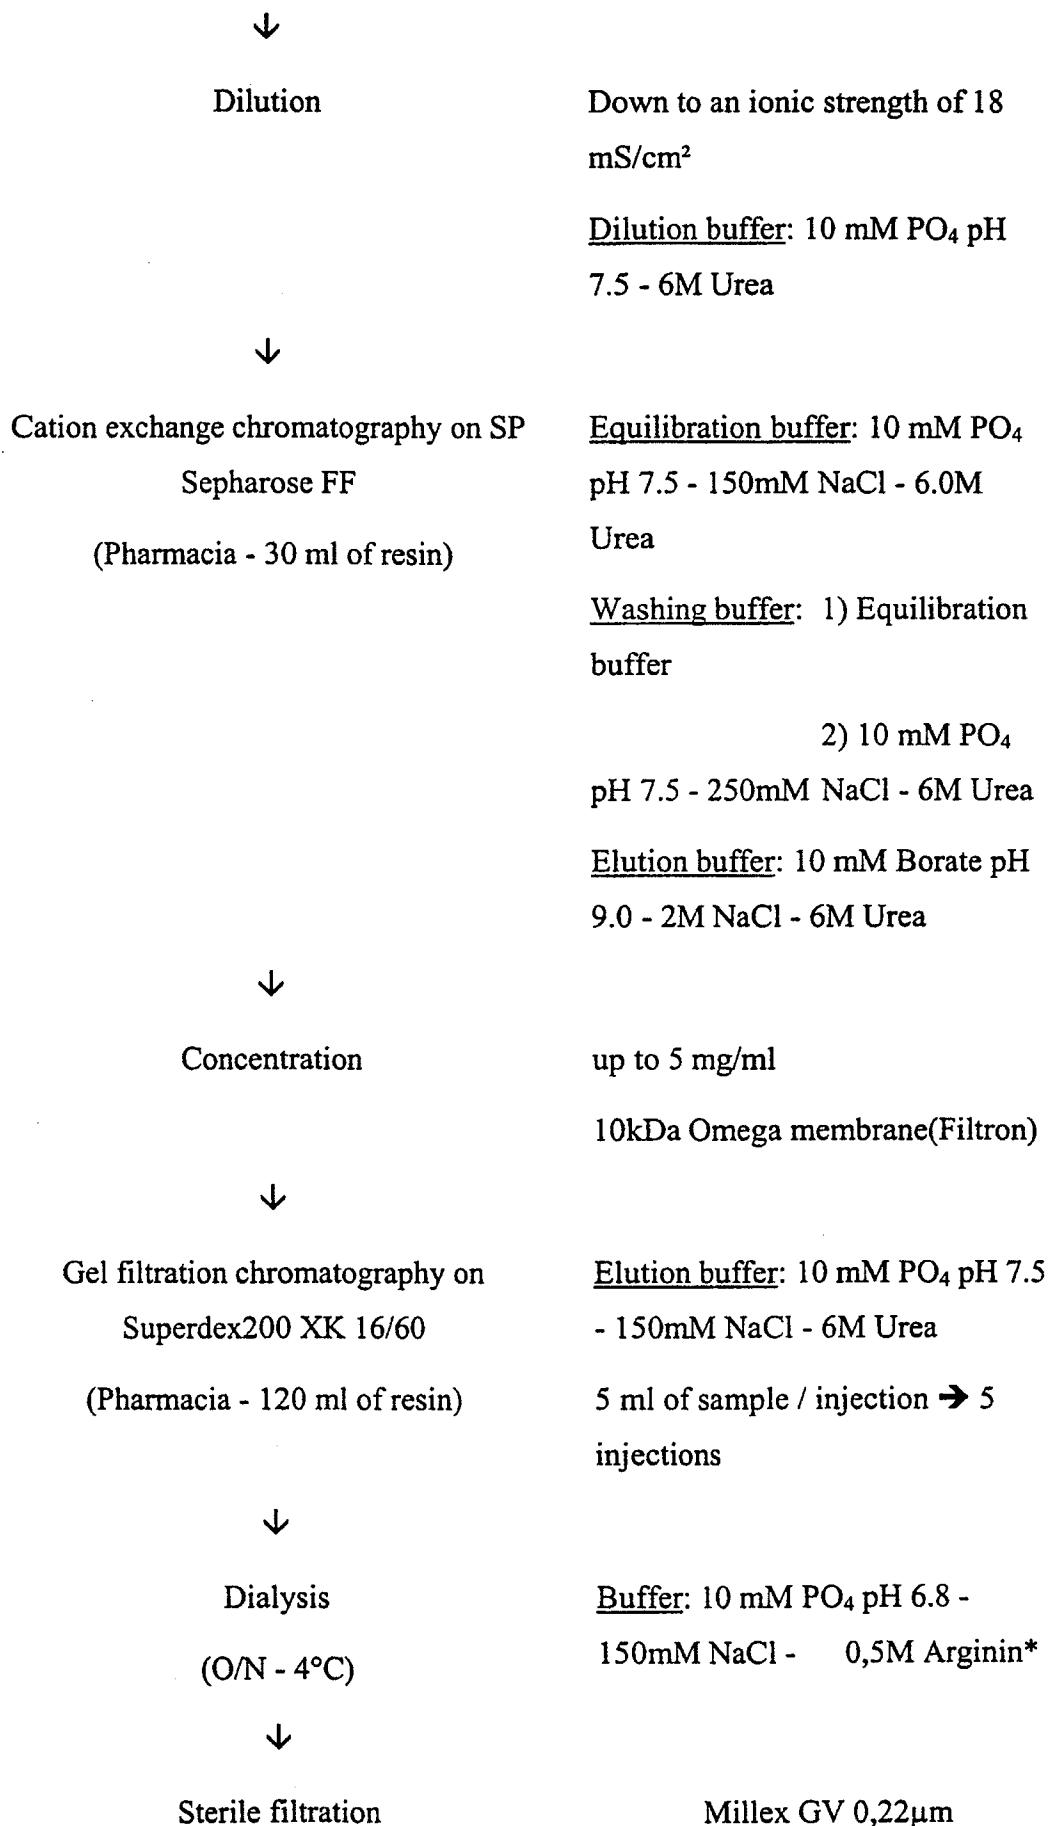 ↓
Dilution
Down to an ionic strength of 18
mS/cm²
Dilution buffer: 10 mM PO₄ pH
7.5 - 6M Urea
↓
Cation exchange chromatography on SP
Sepharose FF
(Pharmacia - 30 ml of resin)
Equilibration buffer: 10 mM PO₄
pH 7.5 - 150mM NaCl - 6.0M
Urea
Washing buffer: 1) Equilibration
buffer
2) 10 mM PO₄
pH 7.5 - 250mM NaCl - 6M Urea
Elution buffer: 10 mM Borate pH
9.0 - 2M NaCl - 6M Urea
↓
Concentration
up to 5 mg/ml
10kDa Omega membrane(Filtron)
↓
Gel filtration chromatography on
Superdex200 XK 16/60
(Pharmacia - 120 ml of resin)
Elution buffer: 10 mM PO₄ pH 7.5
- 150mM NaCl - 6M Urea
5 ml of sample / injection ➔ 5
injections
↓
Dialysis
(O/N - 4°C)
Buffer: 10 mM PO₄ pH 6.8 -
150mM NaCl - 0,5M Arginin*
↓
Sterile filtration
Millex GV 0,22µm